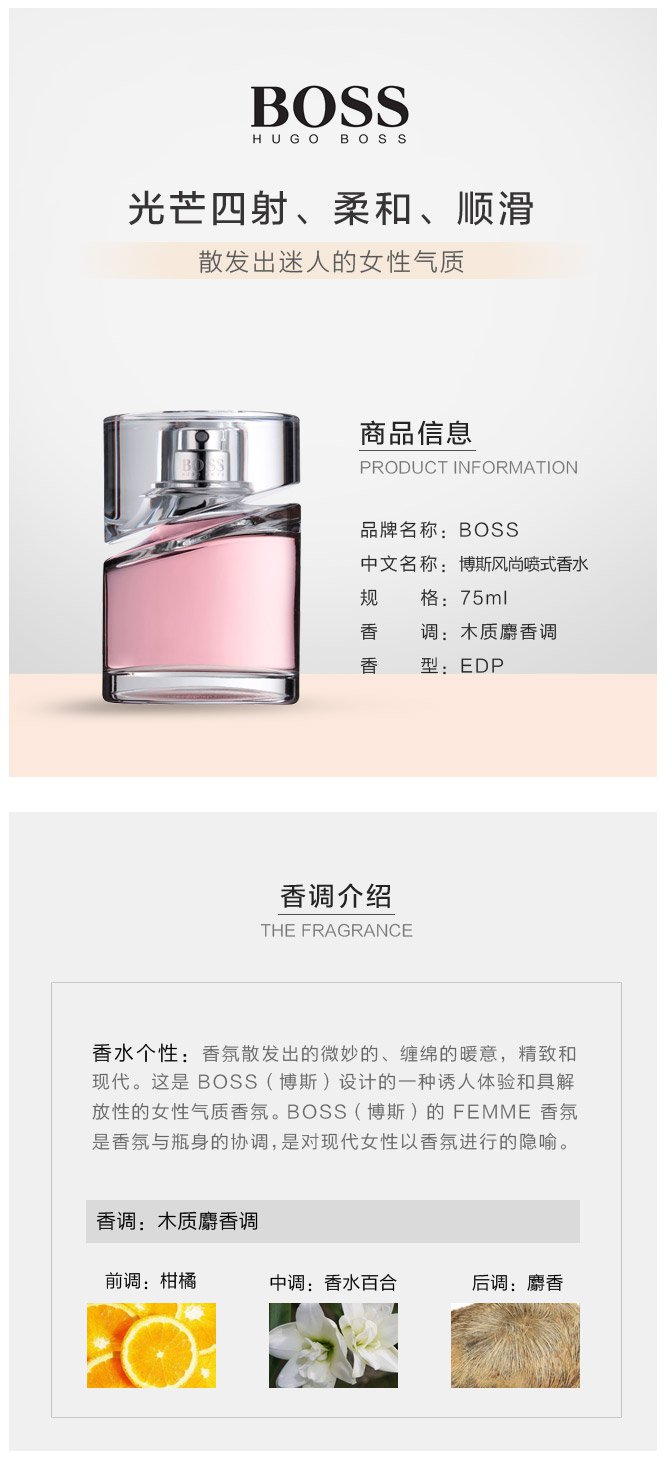 BOSS
HUGO BOSS
光芒四射、柔和、顺滑
散发出迷人的女性气质
BOSS
商品信息
PRODUCT INFORMATION
品牌名称：BOSS
中文名称：博斯风尚喷式香水
规 格：75ml
香 调：木质麝香调
香 型：EDP
香调介绍
THE FRAGRANCE
香水个性：香氛散发出的微妙的、缠绵的暖意，精致和
现代。这是 BOSS（博斯）设计的一种诱人体验和具解
放性的女性气质香氛。BOSS（博斯）的 FEMME 香氛
是香氛与瓶身的协调，是对现代女性以香氛进行的隐喻。
香调：木质麝香调
前调：柑橘
中调：香水百合
后调：麝香